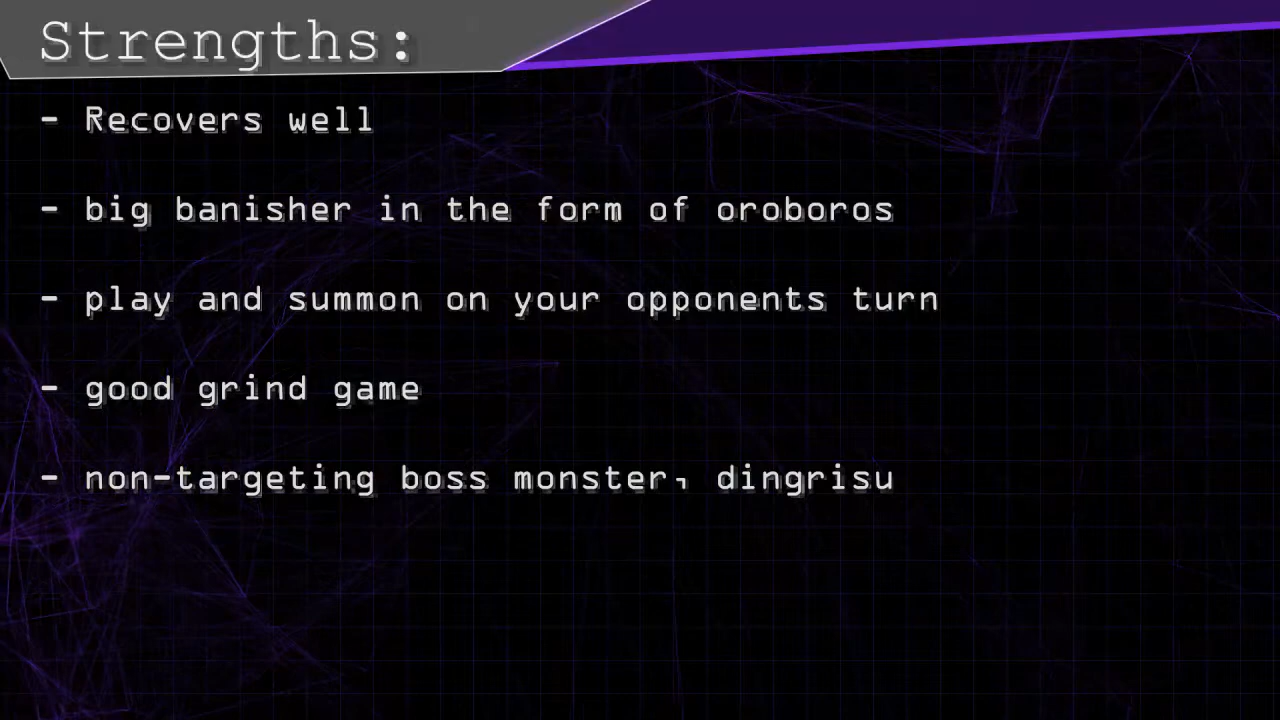 Strengths:
- Recovers well
- big banisher in the form of oroboros
- play and summon on your opponents turn
- good grind game
- non-targeting boss monster, dingrisu